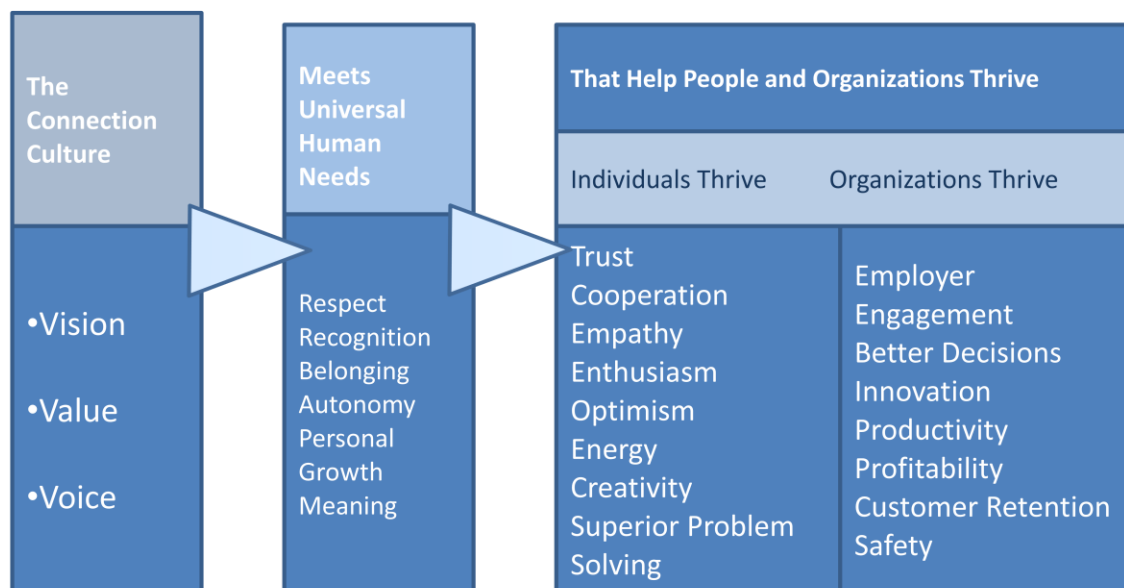 The
Connection
Culture
•Vision
•Value
•Voice
Meets
Universal
Human
Needs
Respect
Recognition
Belonging
Autonomy
Personal
Growth
Meaning
That Help People and Organizations Thrive
Individuals Thrive
Organizations Thrive
Trust
Cooperation
Empathy
Enthusiasm
Optimism
Energy
Creativity
Superior Problem
Solving
Employer
Engagement
Better Decisions
Innovation
Productivity
Profitability
Customer Retention
Safety